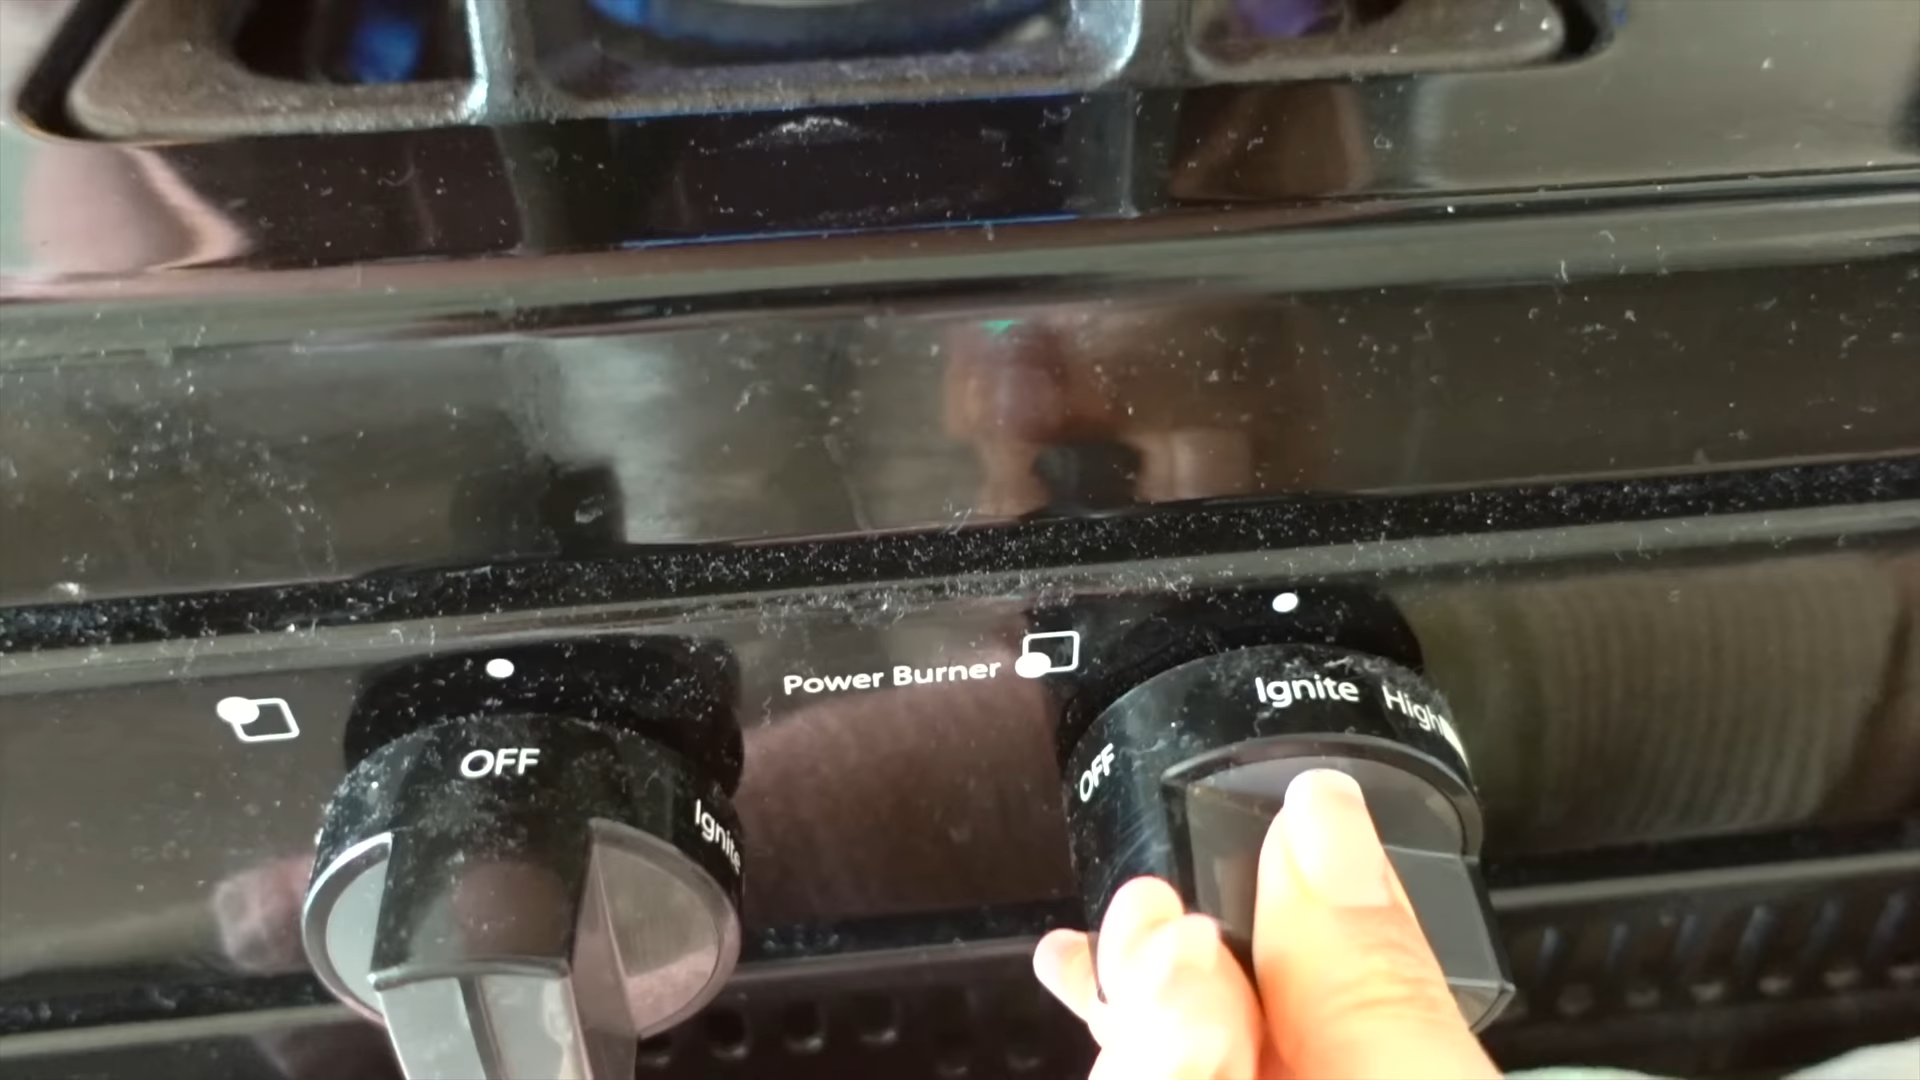 Power Burner
OFF
Ignite
OFF
Ignite
High